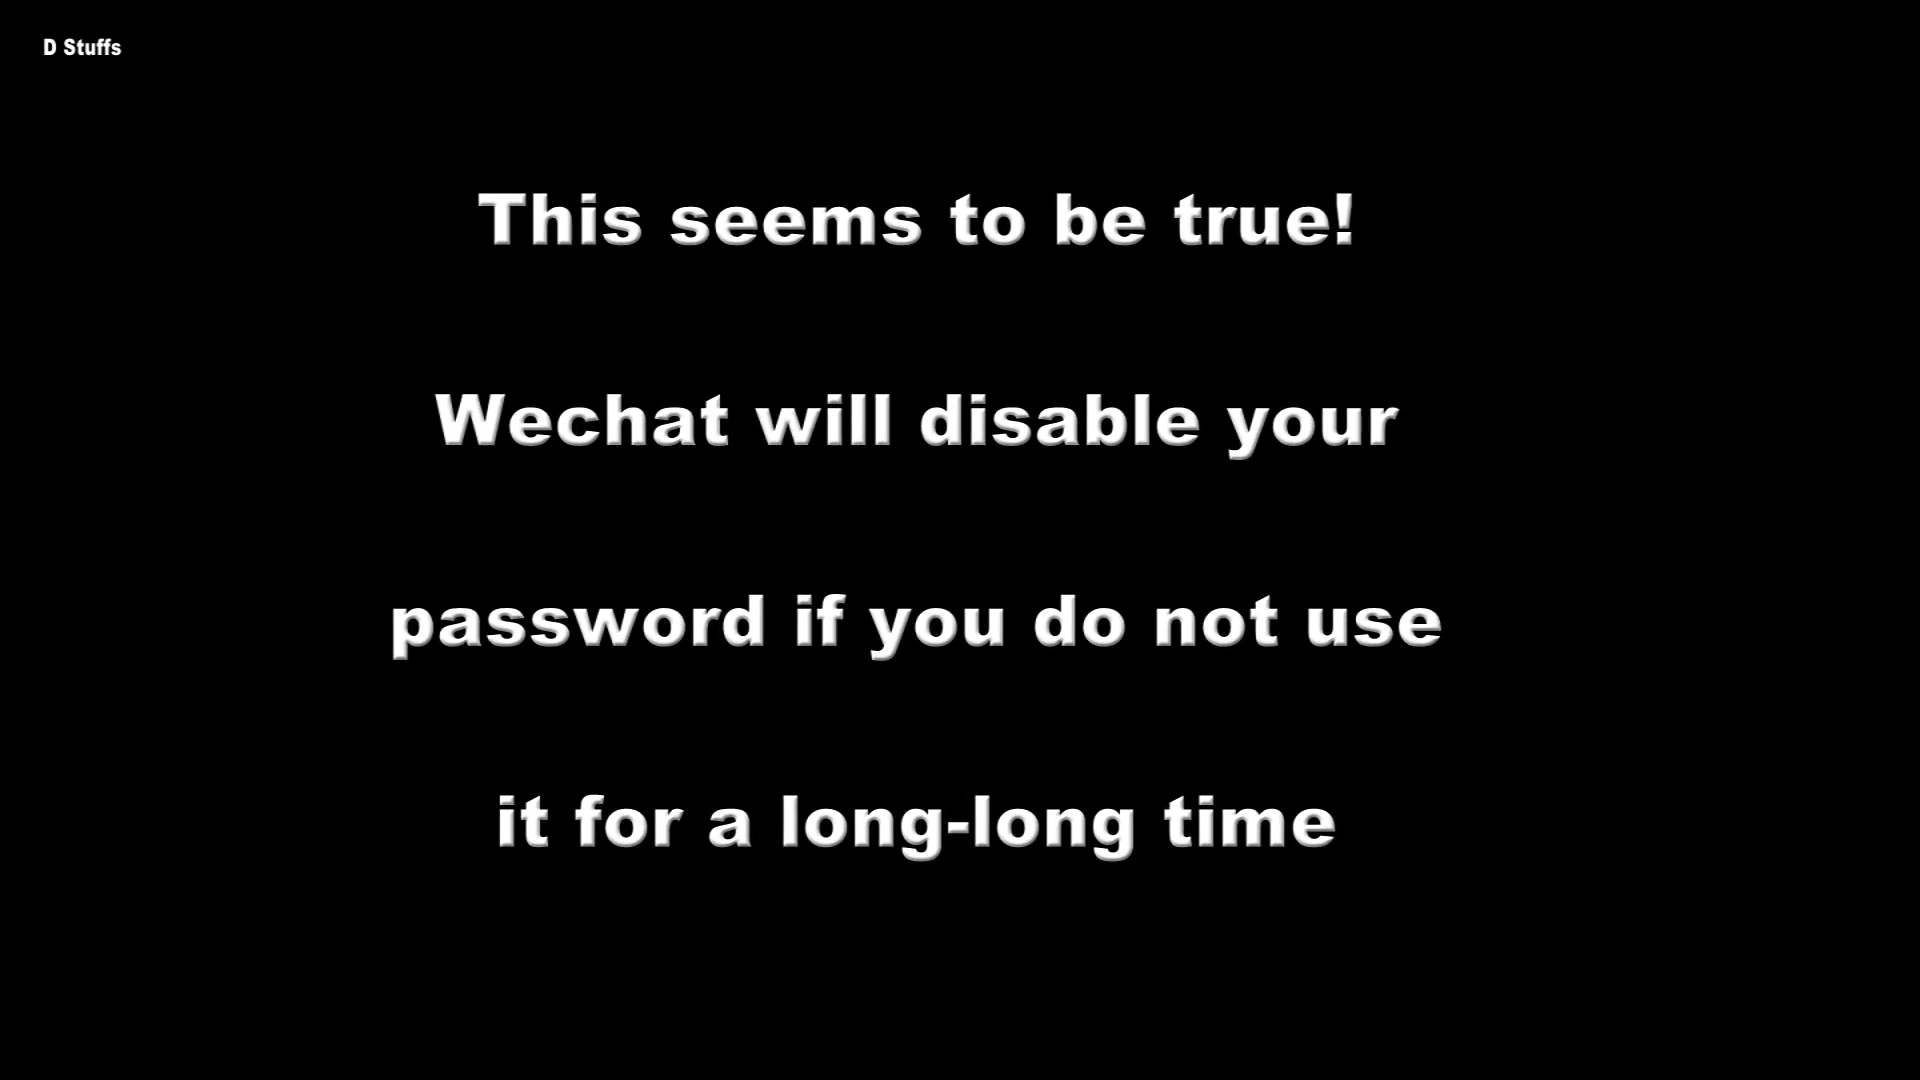 D Stuffs
This seems to be true!
Wechat will disable your
password if you do not use
it for a long-long time